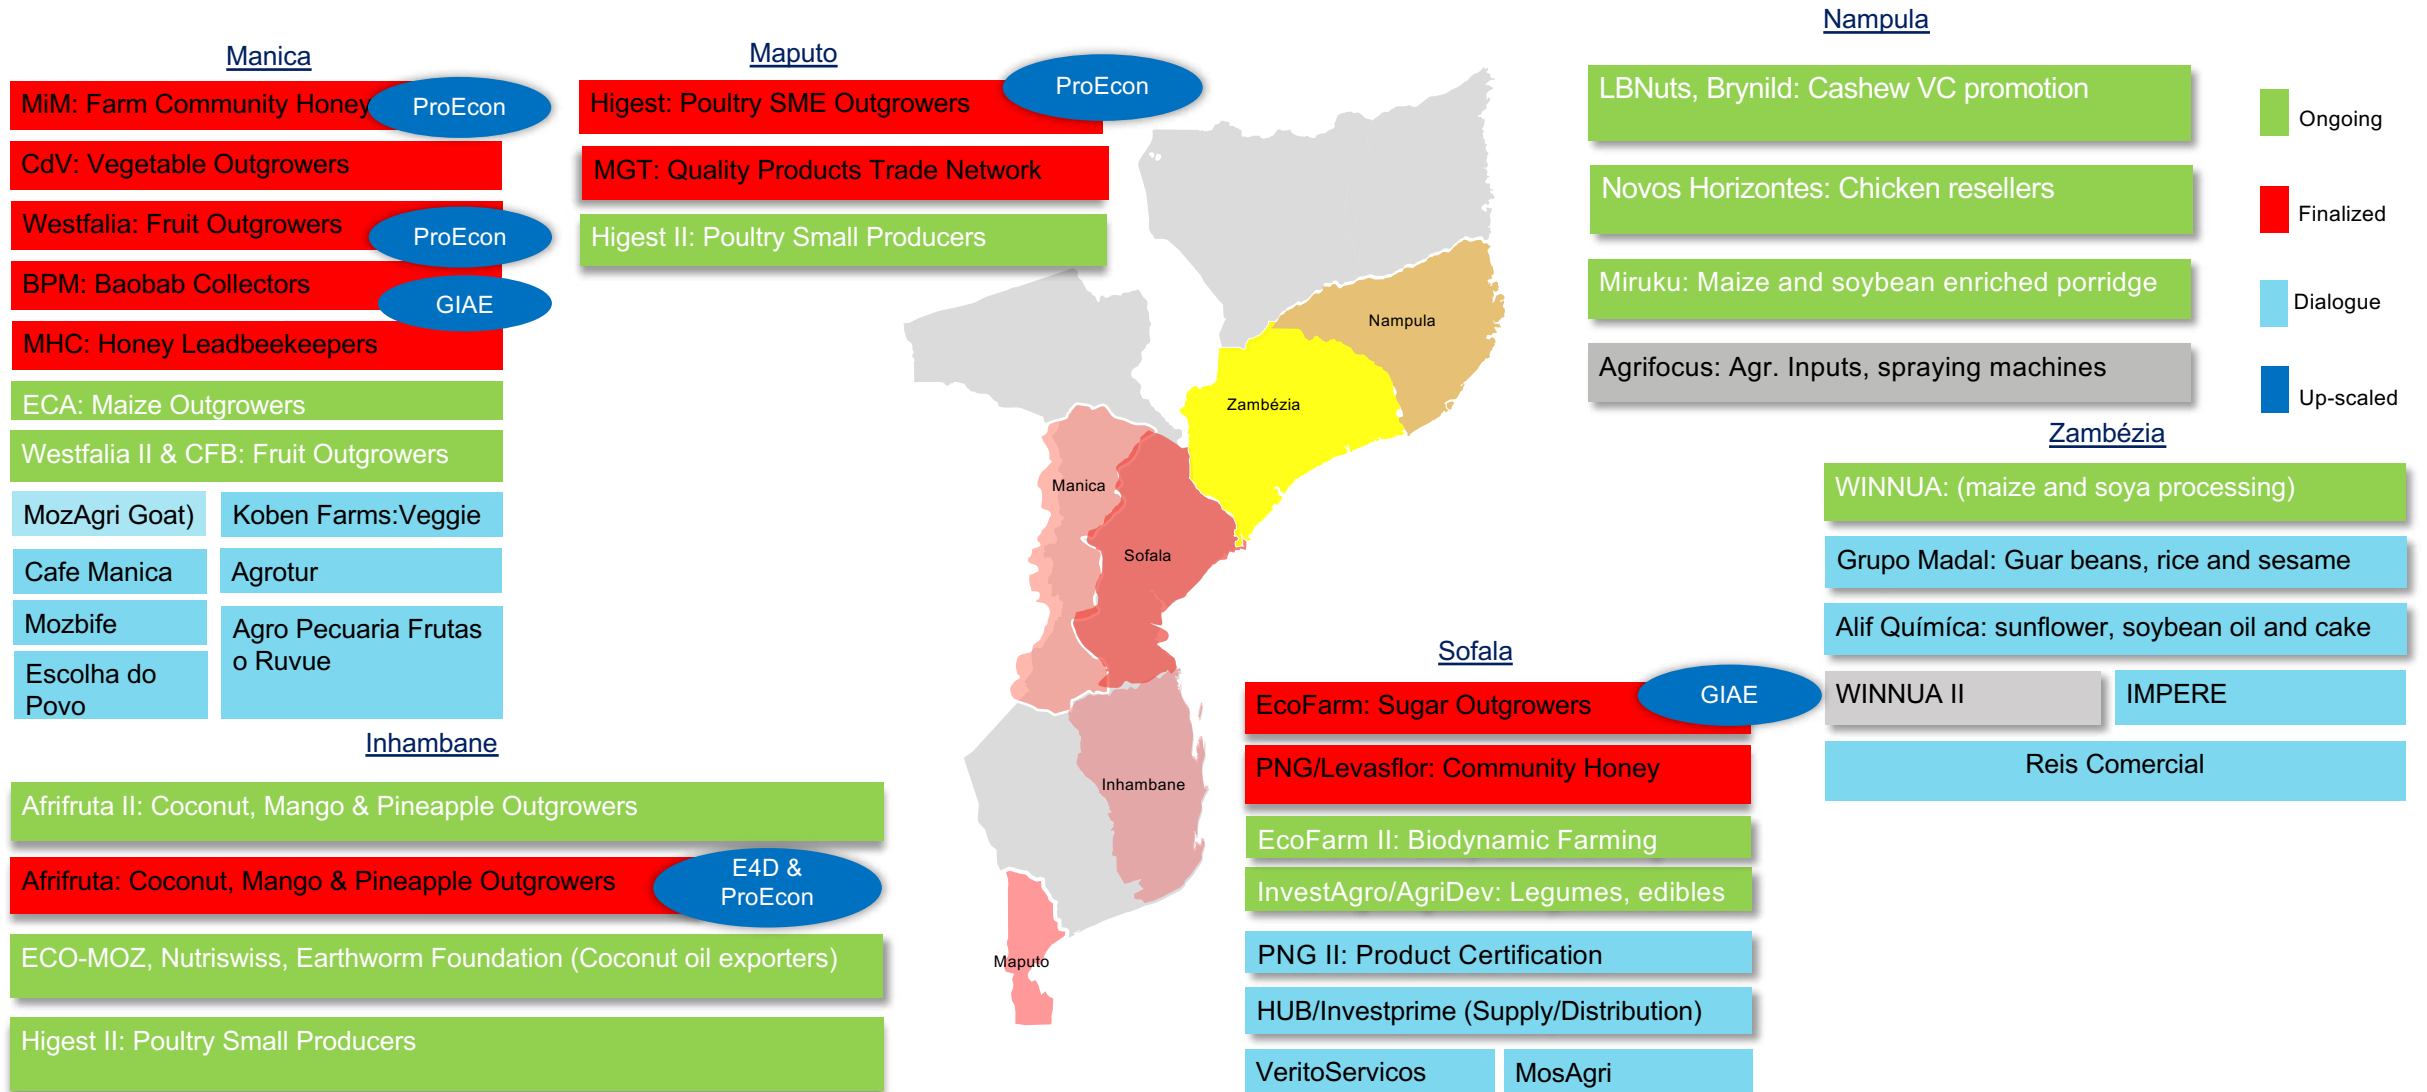 Manica
MiM: Farm Community Honey
ProEcon
CdV: Vegetable Outgrowers
Westfalia: Fruit Outgrowers
ProEcon
BPM: Baobab Collectors
GIAE
MHC: Honey Leadbeekeepers
ECA: Maize Outgrowers
Westfalia II & CFB: Fruit Outgrowers
MozAgri Goat)
Koben Farms:Veggie
Cafe Manica
Agrotur
Mozbife
Agro Pecuaria Frutas
o Ruvue
Escolha do
Povo
Inhambane
Afrifruta II: Coconut, Mango & Pineapple Outgrowers
Afrifruta: Coconut, Mango & Pineapple Outgrowers
E4D &
ProEcon
ECO-MOZ, Nutriswiss, Earthworm Foundation (Coconut oil exporters)
Higest II: Poultry Small Producers
Maputo
Higest: Poultry SME Outgrowers
ProEcon
MGT: Quality Products Trade Network
Higest II: Poultry Small Producers
Nampula
Zambézia
Manica
Sofala
Inhambane
Maputo
Sofala
EcoFarm: Sugar Outgrowers
GIAE
PNG/Levasflor: Community Honey
EcoFarm II: Biodynamic Farming
InvestAgro/AgriDev: Legumes, edibles
PNG II: Product Certification
HUB/Investprime (Supply/Distribution)
VeritoServicos
MosAgri
Nampula
LBNuts, Brynild: Cashew VC promotion
Novos Horizontes: Chicken resellers
Miruku: Maize and soybean enriched porridge
Agrifocus: Agr. Inputs, spraying machines
Ongoing
Finalized
Dialogue
Up-scaled
Zambézia
WINNUA: (maize and soya processing)
Grupo Madal: Guar beans, rice and sesame
Alif Químíca: sunflower, soybean oil and cake
WINNUA II
IMPERE
Reis Comercial